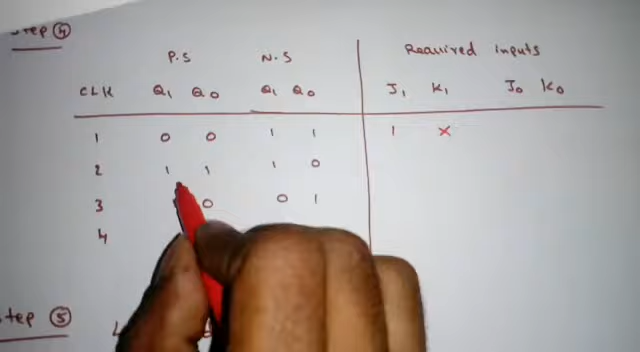 Step ④
P.S N.S Required inputs
CLK Q₁ Q₀ Q₁ Q₀ J₁ K₁ J₀ K₀
1 0 0 1 1 1 x
2 1 1 1 0
3 0 0 1
4
Step ⑤